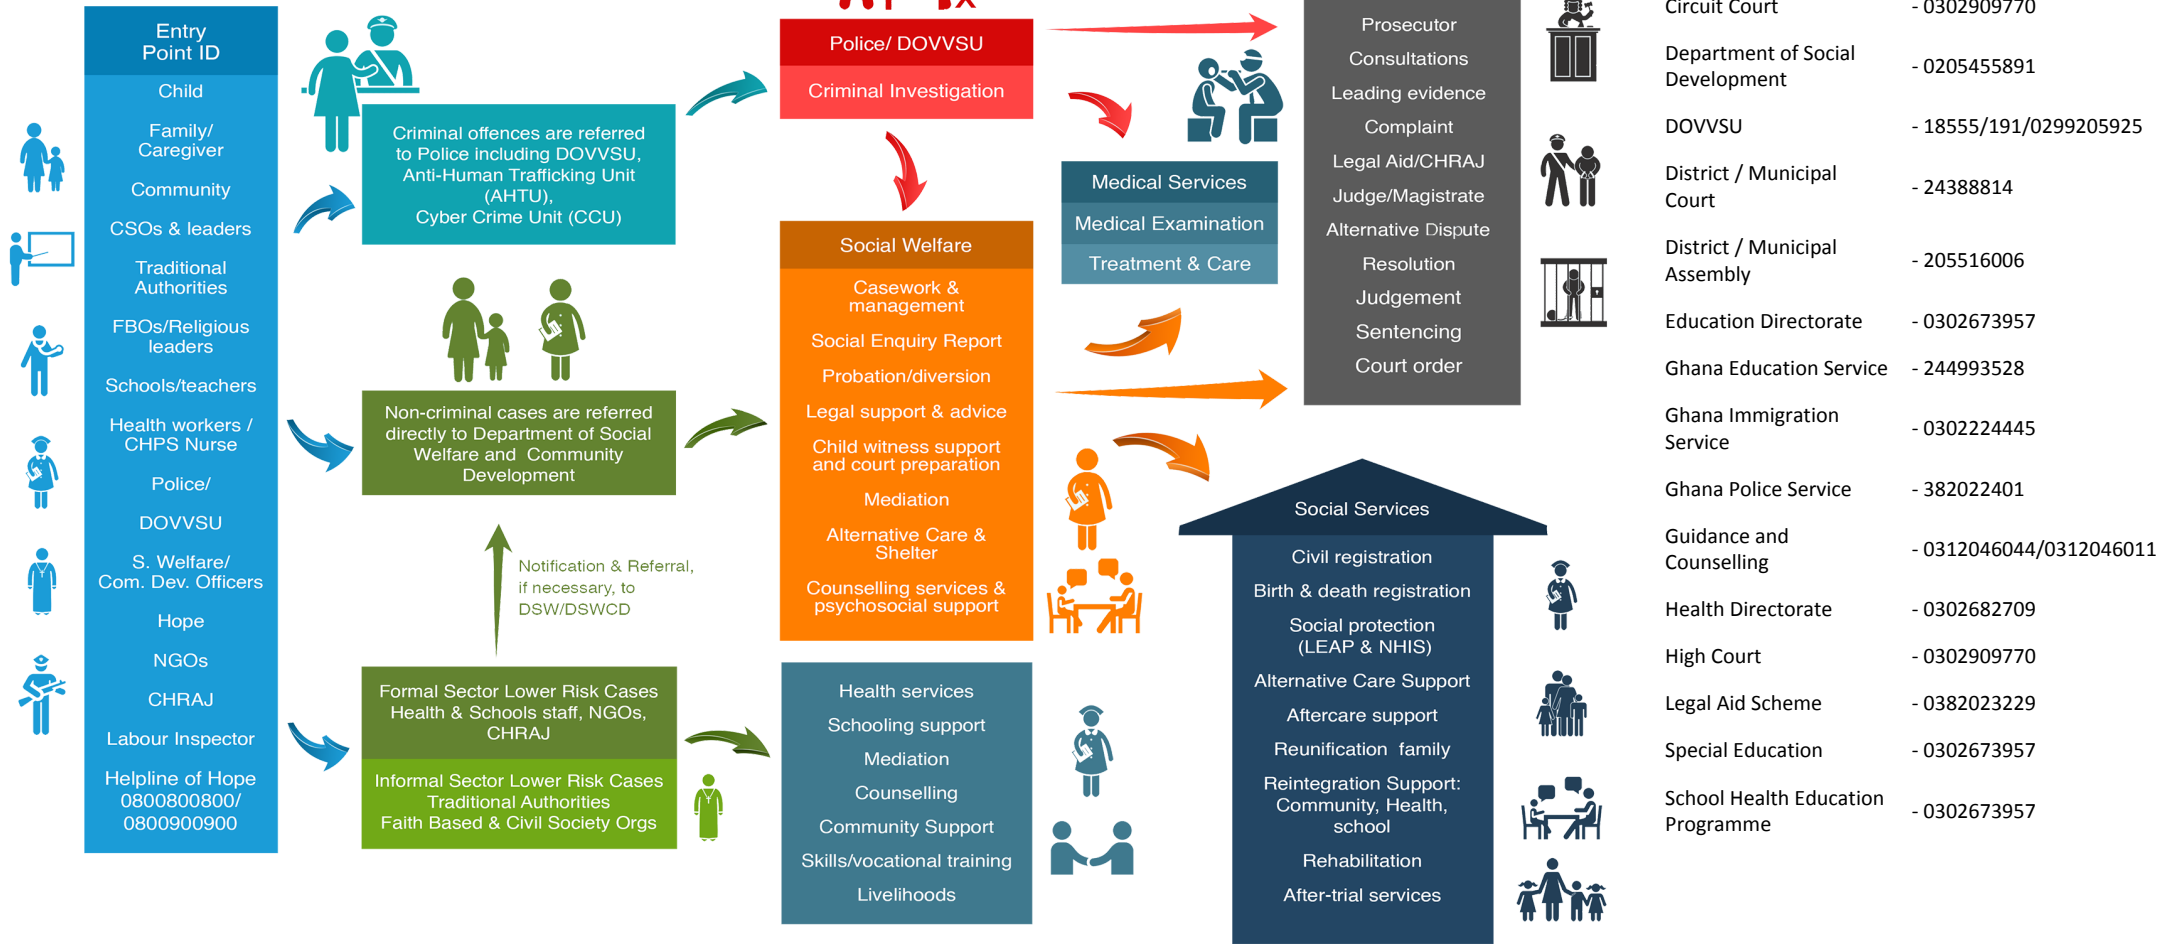 Entry
Point ID
Child
Family/
Caregiver
Community
CSOs & leaders
Traditional
Authorities
FBOs/Religious
leaders
Schools/teachers
Health workers /
CHPS Nurse
Police/
DOVVSU
S. Welfare/
Com. Dev. Officers
Hope
NGOs
CHRAJ
Labour Inspector
Helpline of Hope
0800800800/
0800900900
Criminal offences are referred
to Police including DOVVSU,
Anti-Human Trafficking Unit
(AHTU),
Cyber Crime Unit (CCU)
Non-criminal cases are referred
directly to Department of Social
Welfare and Community
Development
Notification & Referral,
if necessary, to
DSW/DSWCD
Formal Sector Lower Risk Cases
Health & Schools staff, NGOs,
CHRAJ
Informal Sector Lower Risk Cases
Traditional Authorities
Faith Based & Civil Society Orgs
Police/ DOVVSU
Criminal Investigation
Social Welfare
Casework &
management
Social Enquiry Report
Probation/diversion
Legal support & advice
Child witness support
and court preparation
Mediation
Alternative Care &
Shelter
Counselling services &
psychosocial support
Health services
Schooling support
Mediation
Counselling
Community Support
Skills/vocational training
Livelihoods
Medical Services
Medical Examination
Treatment & Care
Prosecutor
Consultations
Leading evidence
Complaint
Legal Aid/CHRAJ
Judge/Magistrate
Alternative Dispute
Resolution
Judgement
Sentencing
Court order
Social Services
Civil registration
Birth & death registration
Social protection
(LEAP & NHIS)
Alternative Care Support
Aftercare support
Reunification family
Reintegration Support:
Community, Health,
school
Rehabilitation
After-trial services
Circuit Court - 0302909770
Department of Social
Development - 0205455891
DOVVSU - 18555/191/0299205925
District / Municipal
Court - 24388814
District / Municipal
Assembly - 205516006
Education Directorate - 0302673957
Ghana Education Service - 244993528
Ghana Immigration
Service - 0302224445
Ghana Police Service - 382022401
Guidance and
Counselling - 0312046044/0312046011
Health Directorate - 0302682709
High Court - 0302909770
Legal Aid Scheme - 0382023229
Special Education - 0302673957
School Health Education
Programme - 0302673957